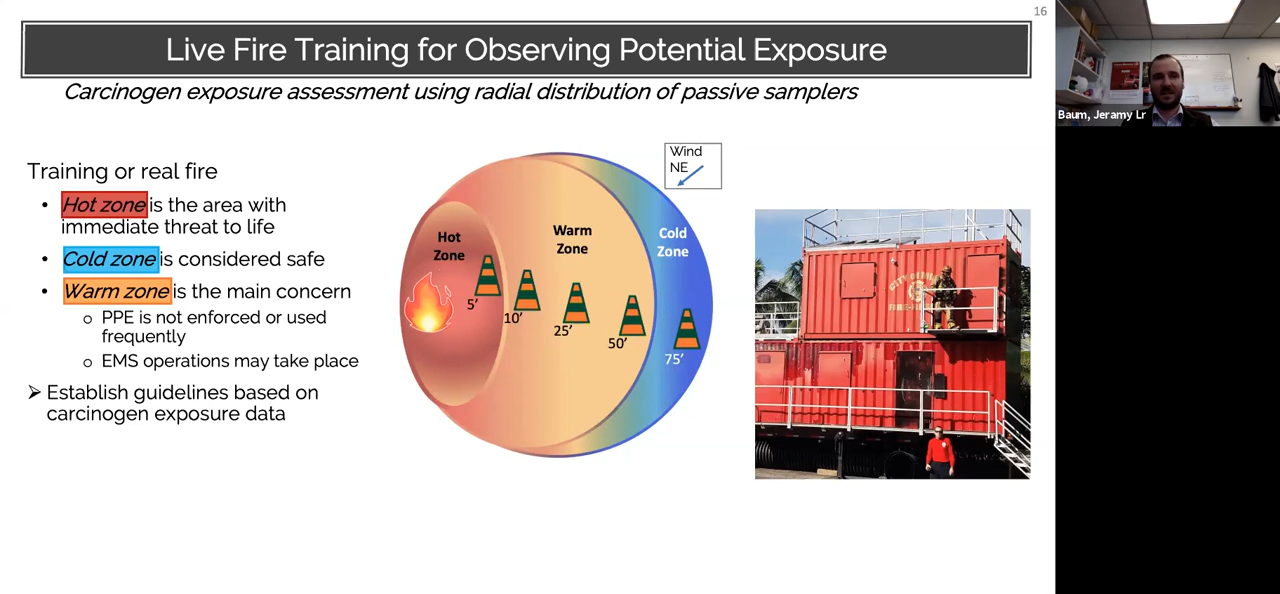 16
Live Fire Training for Observing Potential Exposure
Carcinogen exposure assessment using radial distribution of passive samplers
Baum, Jeramy Lr
Training or real fire
• Hot zone is the area with
immediate threat to life
• Cold zone is considered safe
• Warm zone is the main concern
o PPE is not enforced or used
frequently
o EMS operations may take place
➢ Establish guidelines based on
carcinogen exposure data
Wind
NE
Hot
Zone
Warm
Zone
Cold
Zone
5’
10’
25’
50’
75’
CITY OF